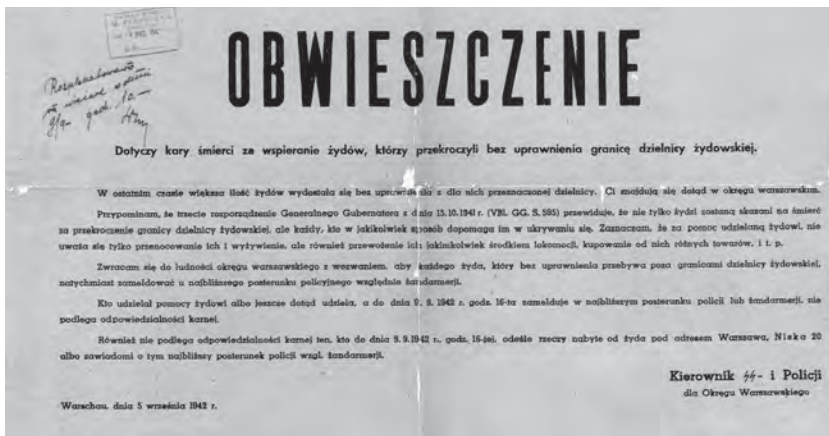 OBWIESZCZENIE
Rozplakatowano
godz. 10.—
Dotyczy kary śmierci za wspieranie żydów, którzy przekroczyli bez uprawnienia granicę dzielnicy żydowskiej.
W ostatnim czasie większa ilość żydów wydostała się bez uprawnienia z dla nich przeznaczonej dzielnicy. Ci znajdują się dotąd w okręgu warszawskim.
Przypominam, że trzecie rozporządzenie Generalnego Gubernatora z dnia 15.10.1941 r. (VBl. GG. S. 595) przewiduje, że nie tylko żydzi zostaną skazani na śmierć
za przekroczenie granicy dzielnicy żydowskiej, ale każdy, kto w jakikolwiek sposób dopomaga im w ukrywaniu się. Zaznaczam, że za pomoc udzielaną żydowi, nie
uważa się tylko przenocowanie ich i wyżywienie, ale również przewożenie ich jakimkolwiek środkiem lokomocji, kupowanie od nich różnych towarów, i t. p.
Zwracam się do ludności okręgu warszawskiego z wezwaniem, aby każdego żyda, który bez uprawnienia przebywa poza granicami dzielnicy żydowskiej,
natychmiast zameldować u najbliższego posterunku policyjnego względnie żandarmerji.
Kto udzielał pomocy żydowi albo jeszcze dotąd udziela, a do dnia 9. 9. 1942 r. godz. 16-ta zamelduje w najbliższym posterunku policji lub żandarmerji, nie
podlega odpowiedzialności karnej.
Również nie podlega odpowiedzialności karnej ten, kto do dnia 9.9.1942 r., godz. 16-tej, odeśle rzeczy nabyte od żyda pod adresem Warszawa, Niska 20
albo zawiadomi o tym najbliższy posterunek policji wzgl. żandarmerji.
Kierownik ϟϟ- i Policji
dla Okręgu Warszawskiego
Warschau, dnia 5 września 1942 r.